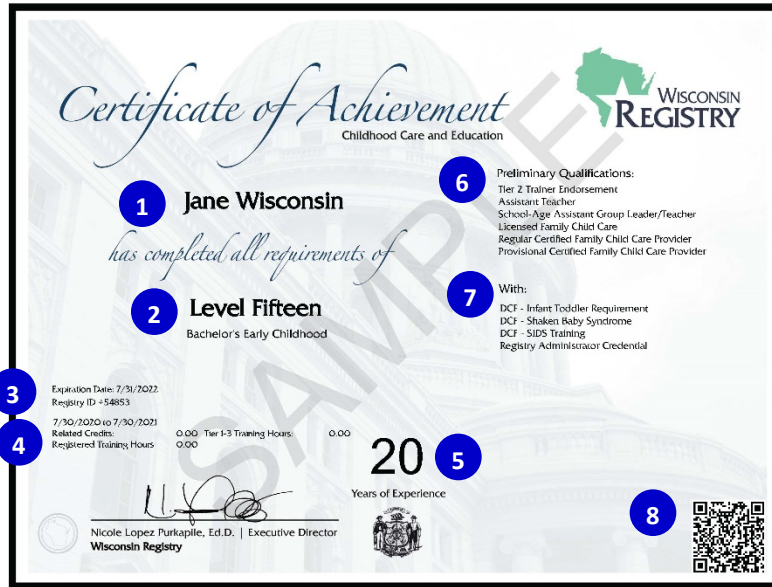 Certificate of Achievement
Childhood Care and Education
WISCONSIN
REGISTRY
1
Jane Wisconsin
has completed all requirements of
2
Level Fifteen
Bachelor's Early Childhood
6
Preliminary Qualifications:
Tier 2 Trainer Endorsement
Assistant Teacher
School-Age Assistant Group Leader/Teacher
Licensed Family Child Care
Regular Certified Family Child Care Provider
Provisional Certified Family Child Care Provider
7
With:
DCF - Infant Toddler Requirement
DCF - Shaken Baby Syndrome
DCF - SIDS Training
Registry Administrator Credential
3
Expiration Date: 7/31/2022
Registry ID #54853
7/30/2020 to 7/30/2021
4
Related Credits: 0.00 Tier 1-3 Training Hours: 0.00
Registered Training Hours 0.00
20
5
Years of Experience
Nicole Lopez Purkapile, Ed.D. | Executive Director
Wisconsin Registry
8
SAMPLE